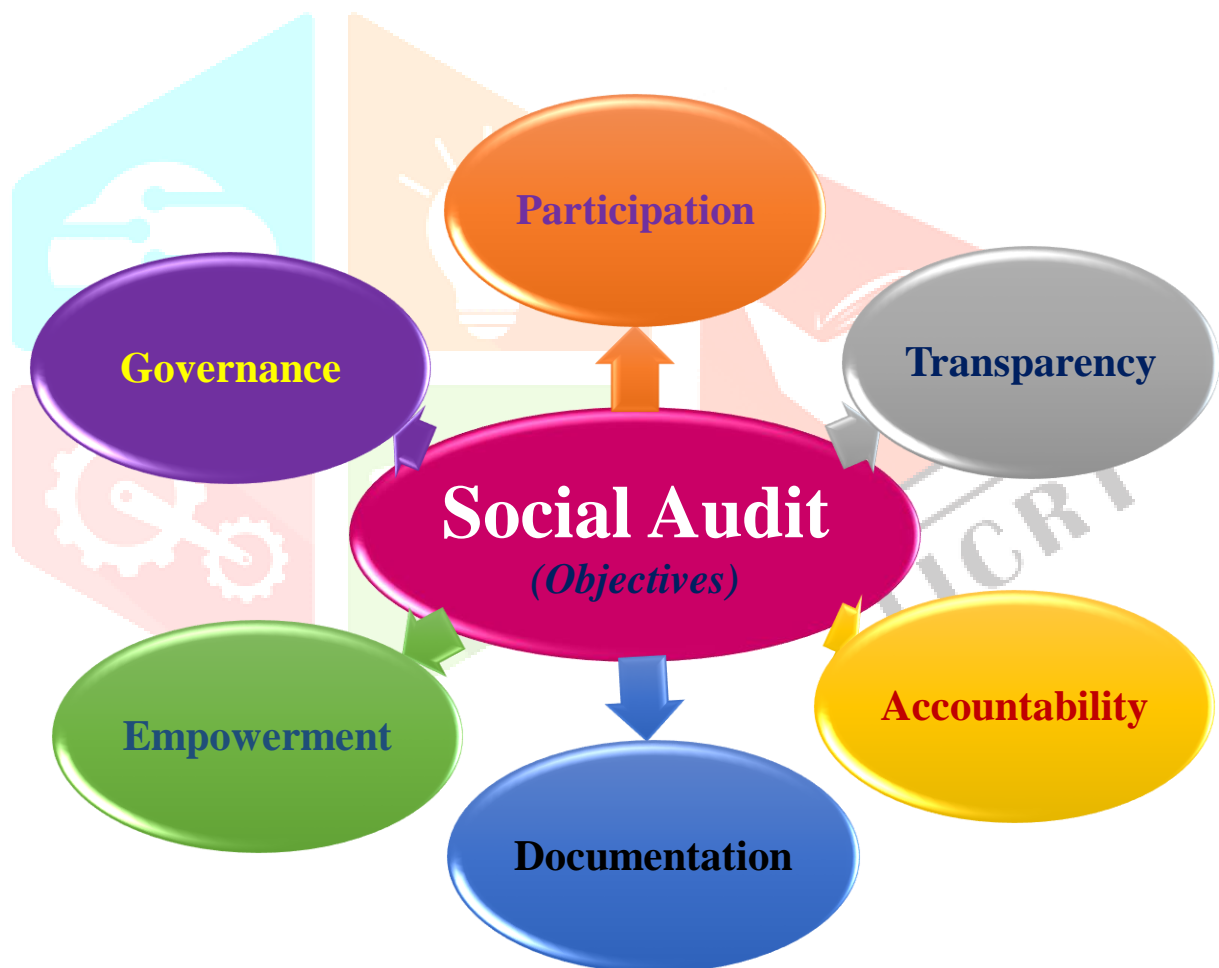 Participation
Governance
Transparency
Social Audit
(Objectives)
Accountability
Empowerment
Documentation